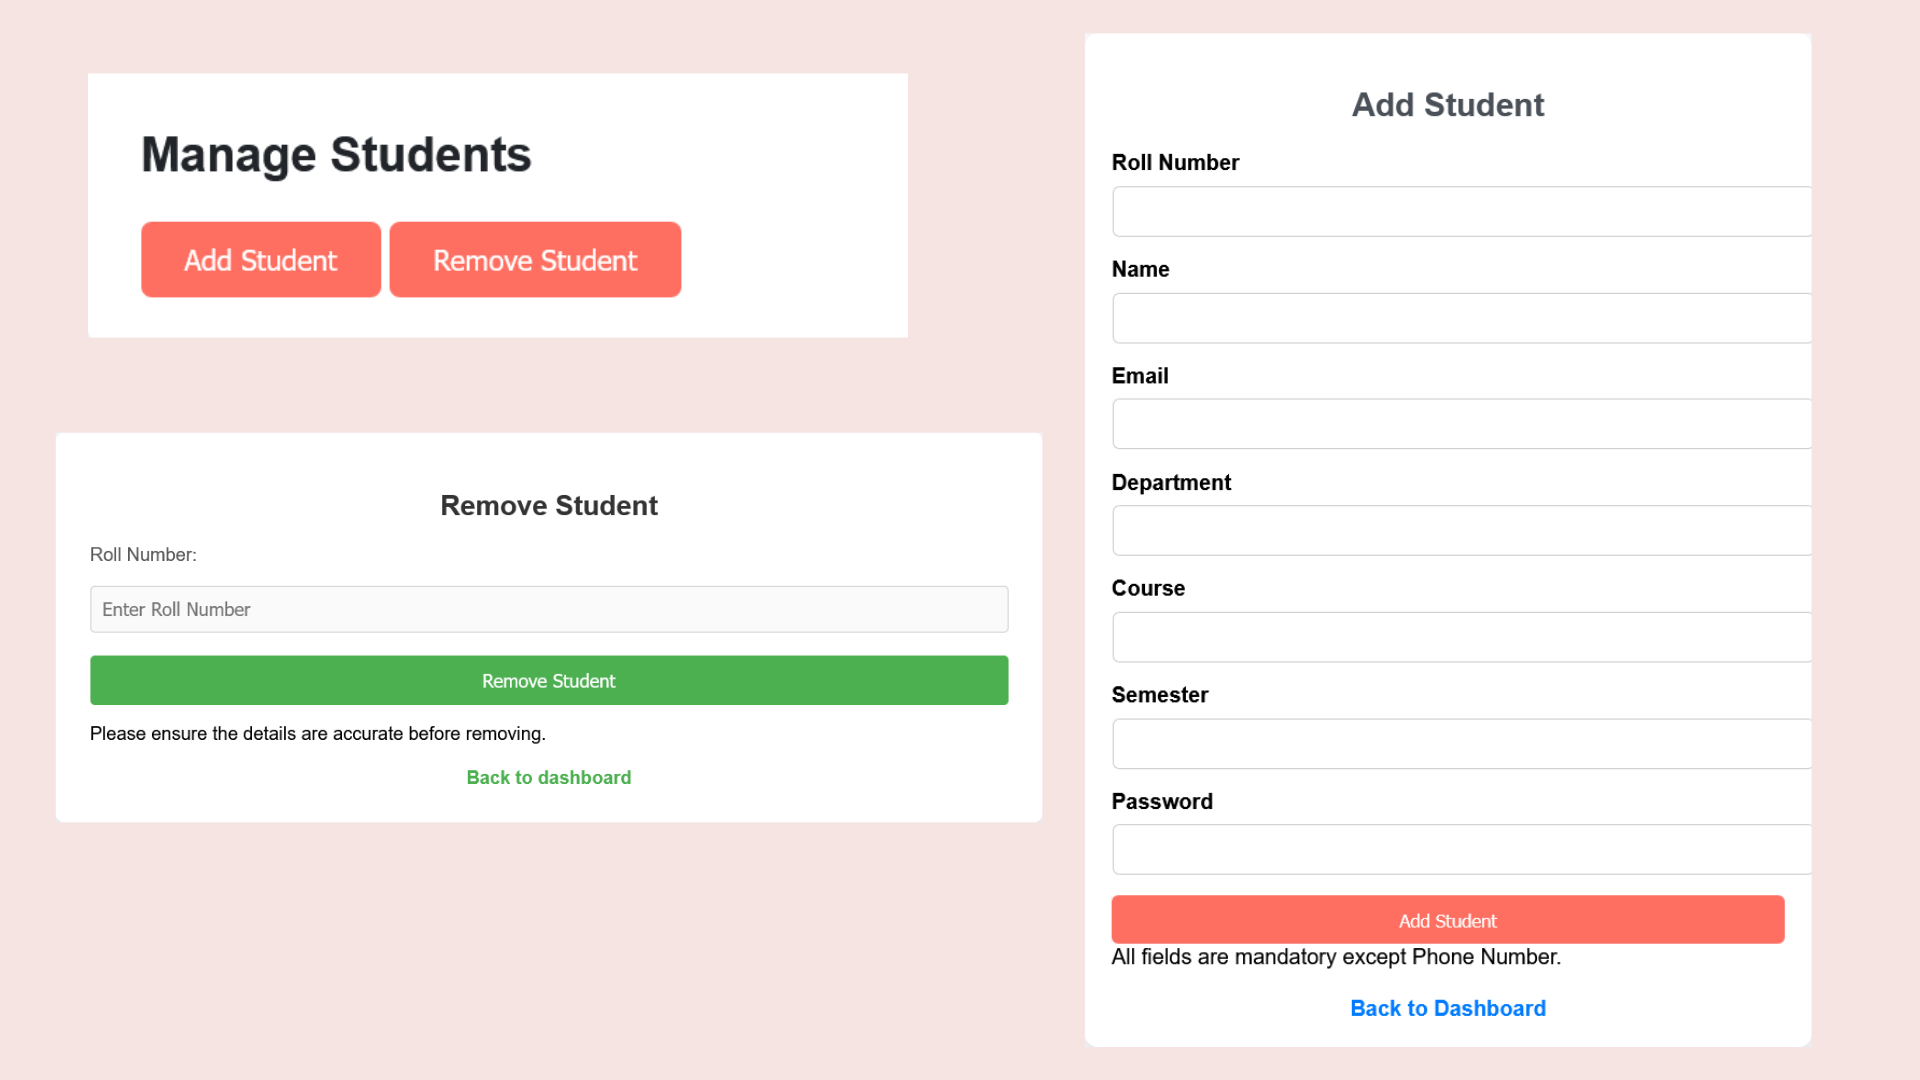 Manage Students
Add Student
Remove Student
Remove Student
Roll Number:
Enter Roll Number
Remove Student
Please ensure the details are accurate before removing.
Back to dashboard
Add Student
Roll Number
Name
Email
Department
Course
Semester
Password
Add Student
All fields are mandatory except Phone Number.
Back to Dashboard